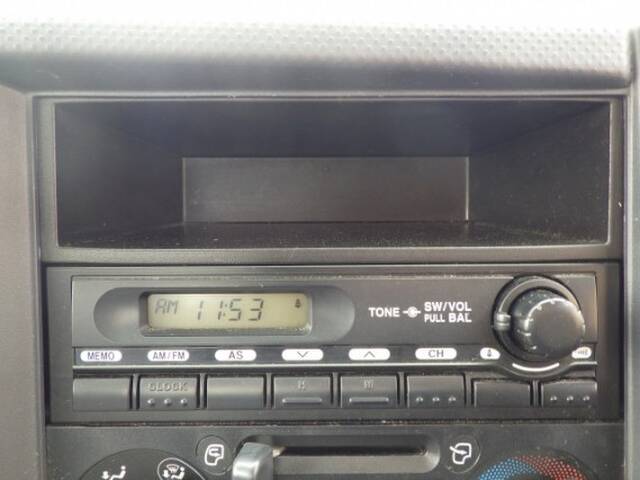 AM 11:53
TONE SW/VOL
PULL BAL
MEMO AM/FM AS CH
CLOCK H M